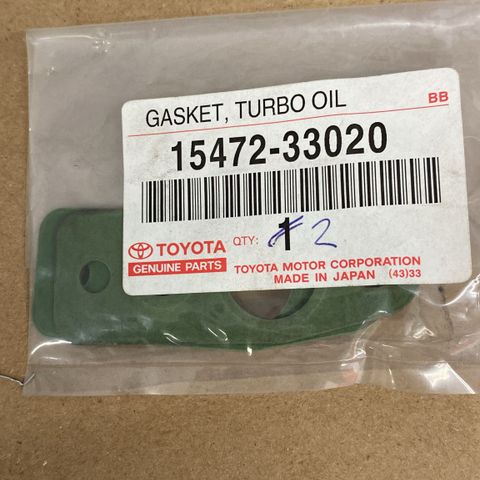 GASKET, TURBO OIL
BB
15472-33020
TOYOTA
GENUINE PARTS
QTY: 1 2
TOYOTA MOTOR CORPORATION
MADE IN JAPAN (43)33